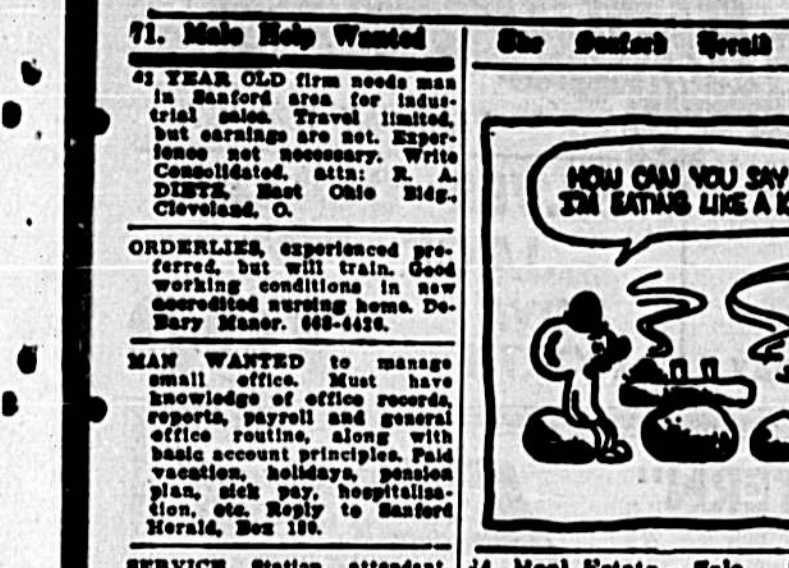 71. Male Help Wanted
YEAR OLD firm needs man
in Sanford area for indus-
trial sales. Travel limited,
but earnings are not. Exper-
ience not necessary. Write
Consolidated, attn: R. A.
DIETZ, East Ohio Bldg.,
Cleveland, O.
ORDERLIES, experienced pre-
ferred, but will train. Good
working conditions in new
accredited nursing home. De-
Bary Manor.
MAN WANTED to manage
small office. Must have
knowledge of office records,
reports, payroll and general
office routine, along with
basic account principles. Paid
vacation, holidays, pension
plan, sick pay, hospitaliza-
tion, etc. Reply to Sanford
Herald, Box
SERVICE Station attendant,
The Sanford Herald
HOW CAN YOU SAY
I'M EATING LIKE A
Real Estate Sale